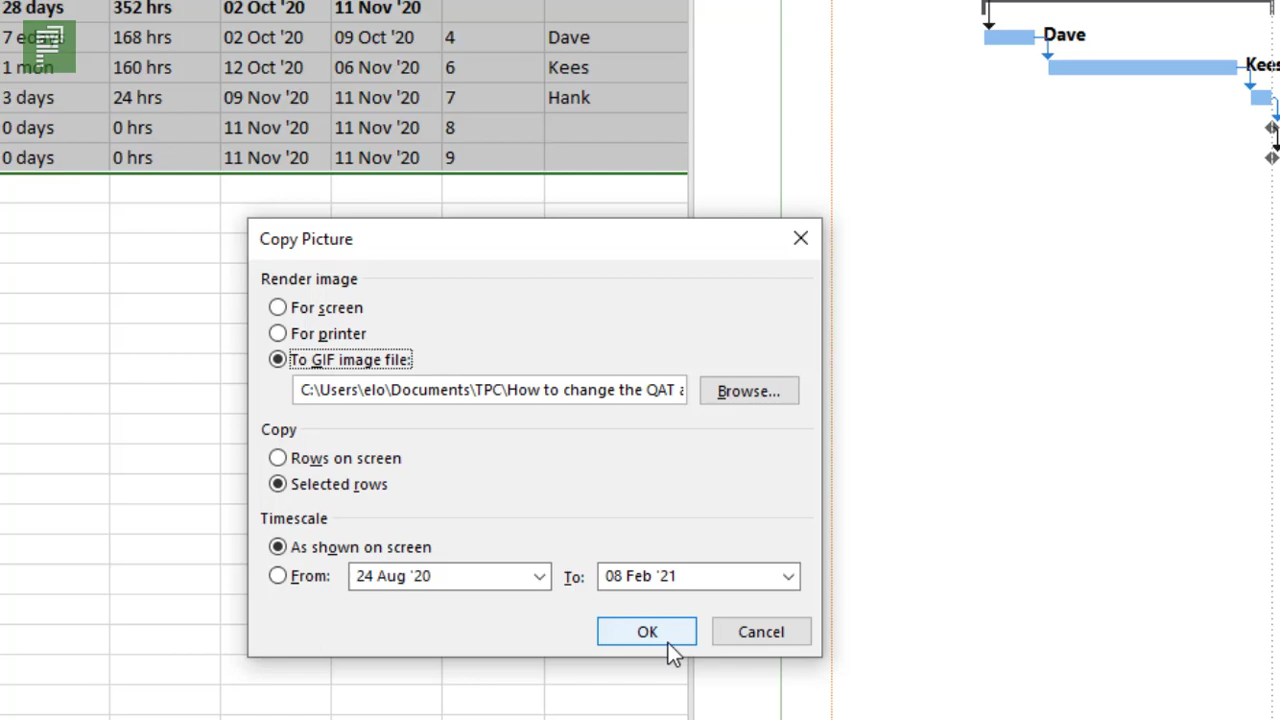 28 days 352 hrs 02 Oct '20 11 Nov '20
7 edays 168 hrs 02 Oct '20 09 Oct '20 4 Dave
1 mon 160 hrs 12 Oct '20 06 Nov '20 6 Kees
3 days 24 hrs 09 Nov '20 11 Nov '20 7 Hank
0 days 0 hrs 11 Nov '20 11 Nov '20 8
0 days 0 hrs 11 Nov '20 11 Nov '20 9
Dave
Kees
Copy Picture
Render image
For screen
For printer
To GIF image file:
C:\Users\elo\Documents\TPC\How to change the QAT a
Browse...
Copy
Rows on screen
Selected rows
Timescale
As shown on screen
From: 24 Aug '20 To: 08 Feb '21
OK Cancel